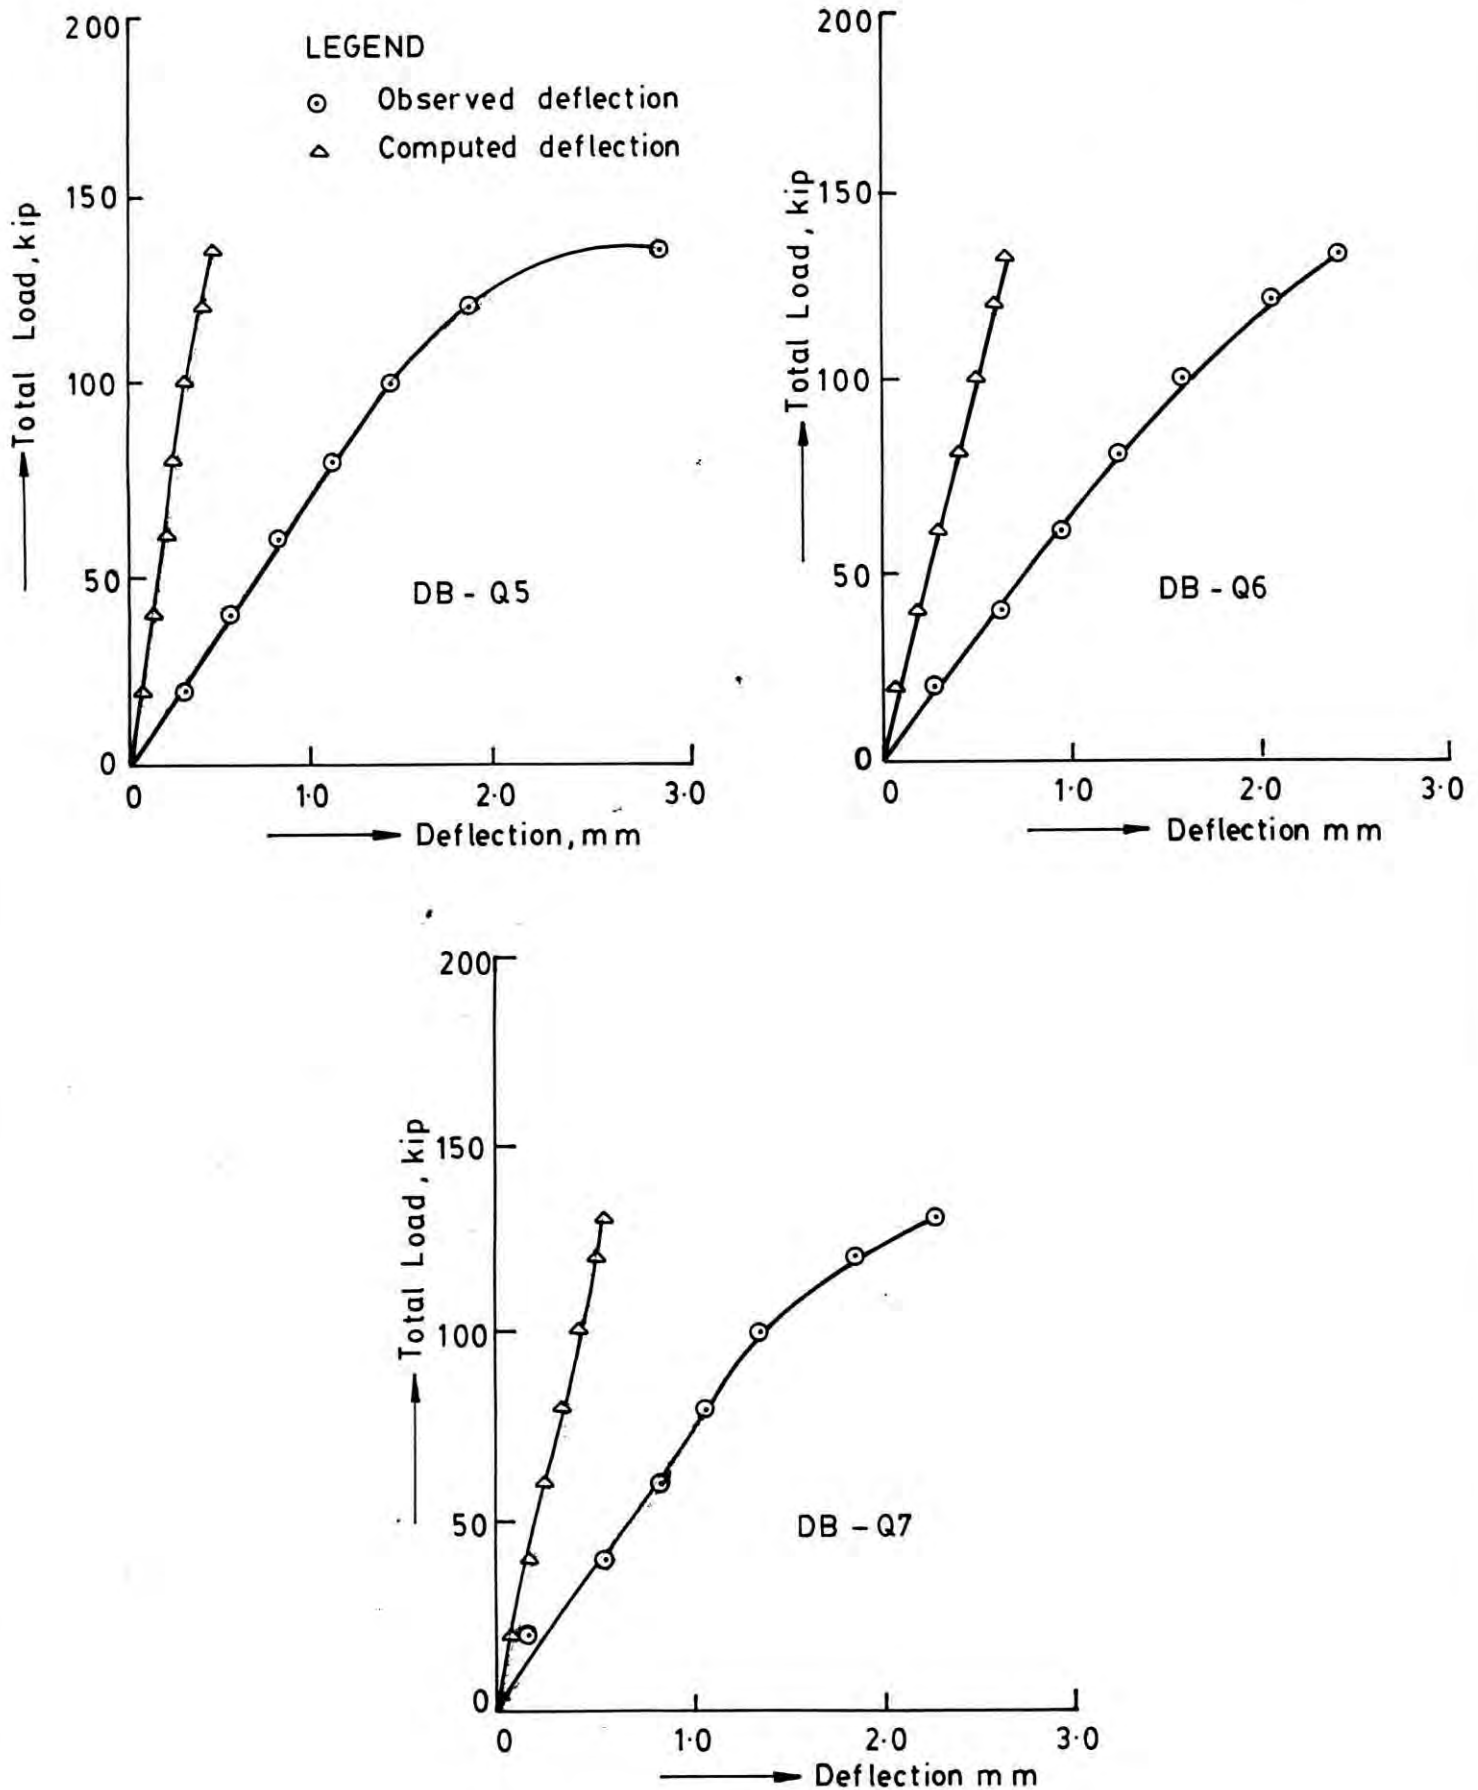 LEGEND
Observed deflection
Computed deflection
200
150
100
50
0
Total Load, kip
0 1·0 2·0 3·0
Deflection, mm
DB - Q5
200
150
100
50
0
Total Load, kip
0 1·0 2·0 3·0
Deflection mm
DB - Q6
200
150
100
50
0
Total Load, kip
0 1·0 2·0 3·0
Deflection mm
DB - Q7